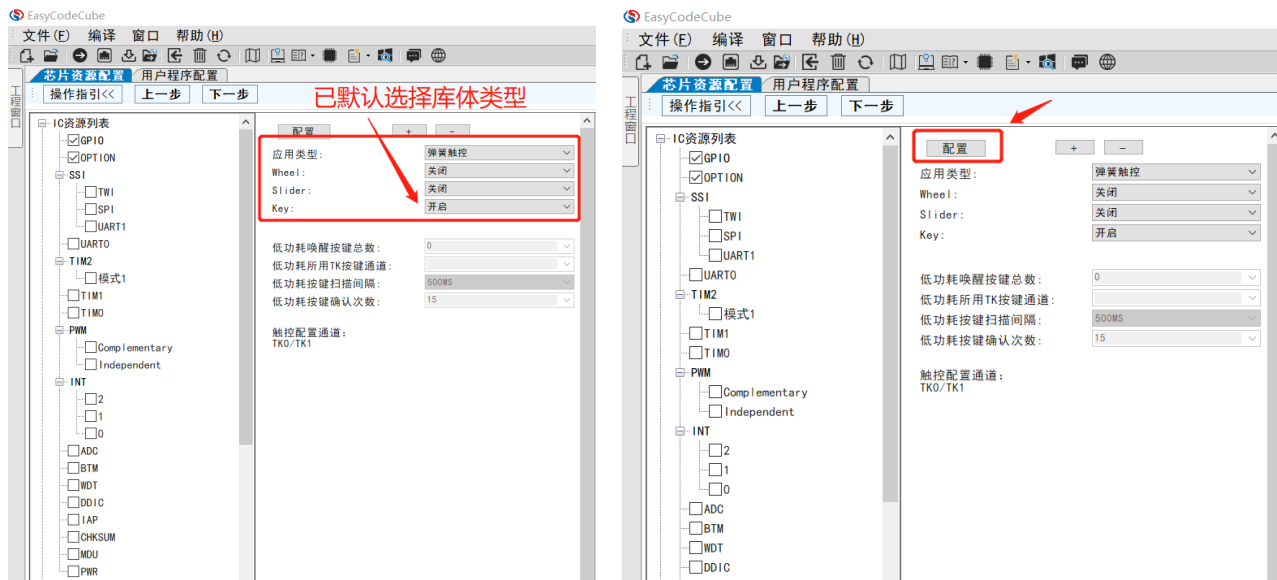 EasyCodeCube
文件(F) 编译 窗口 帮助(H)
芯片资源配置 用户程序配置
操作指引<< 上一步 下一步
工程窗口
已默认选择库体类型
IC资源列表
GPIO
OPTION
SSI
TWI
SPI
UART1
UART0
TIM2
模式1
TIM1
TIM0
PWM
Complementary
Independent
INT
2
1
0
ADC
BTM
WDT
DDIC
IAP
CHKSUM
MDU
PWR
配置 + -
应用类型: 弹簧触控
Wheel: 关闭
Slider: 关闭
Key: 开启
低功耗唤醒按键总数: 0
低功耗所用TK按键通道:
低功耗按键扫描间隔: 500MS
低功耗按键确认次数: 15
触控配置通道:
TK0/TK1
EasyCodeCube
文件(F) 编译 窗口 帮助(H)
芯片资源配置 用户程序配置
操作指引<< 上一步 下一步
工程窗口
IC资源列表
GPIO
OPTION
SSI
TWI
SPI
UART1
UART0
TIM2
模式1
TIM1
TIM0
PWM
Complementary
Independent
INT
2
1
0
ADC
BTM
WDT
DDIC
配置 + -
应用类型: 弹簧触控
Wheel: 关闭
Slider: 关闭
Key: 开启
低功耗唤醒按键总数: 0
低功耗所用TK按键通道:
低功耗按键扫描间隔: 500MS
低功耗按键确认次数: 15
触控配置通道:
TK0/TK1